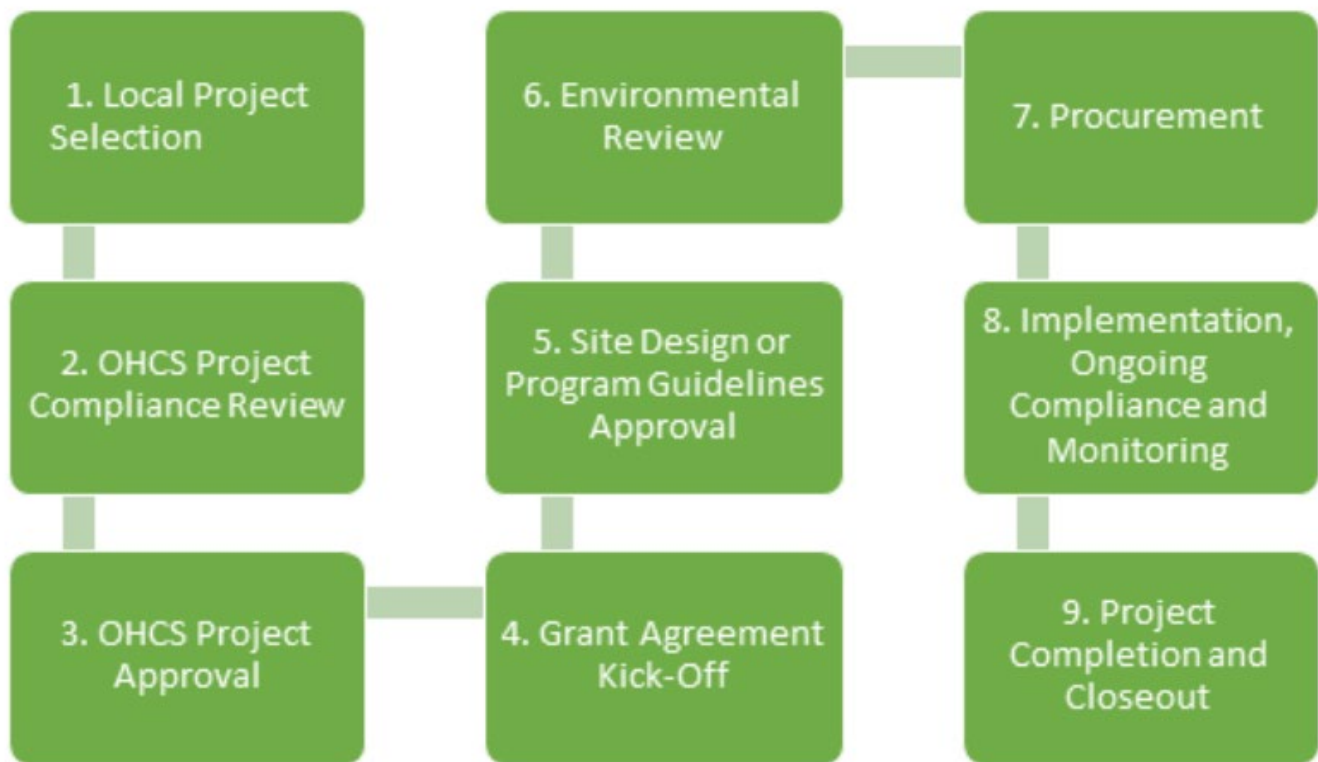 1. Local Project
Selection
2. OHCS Project
Compliance Review
3. OHCS Project
Approval
4. Grant Agreement
Kick-Off
5. Site Design or
Program Guidelines
Approval
6. Environmental
Review
7. Procurement
8. Implementation,
Ongoing
Compliance and
Monitoring
9. Project
Completion and
Closeout